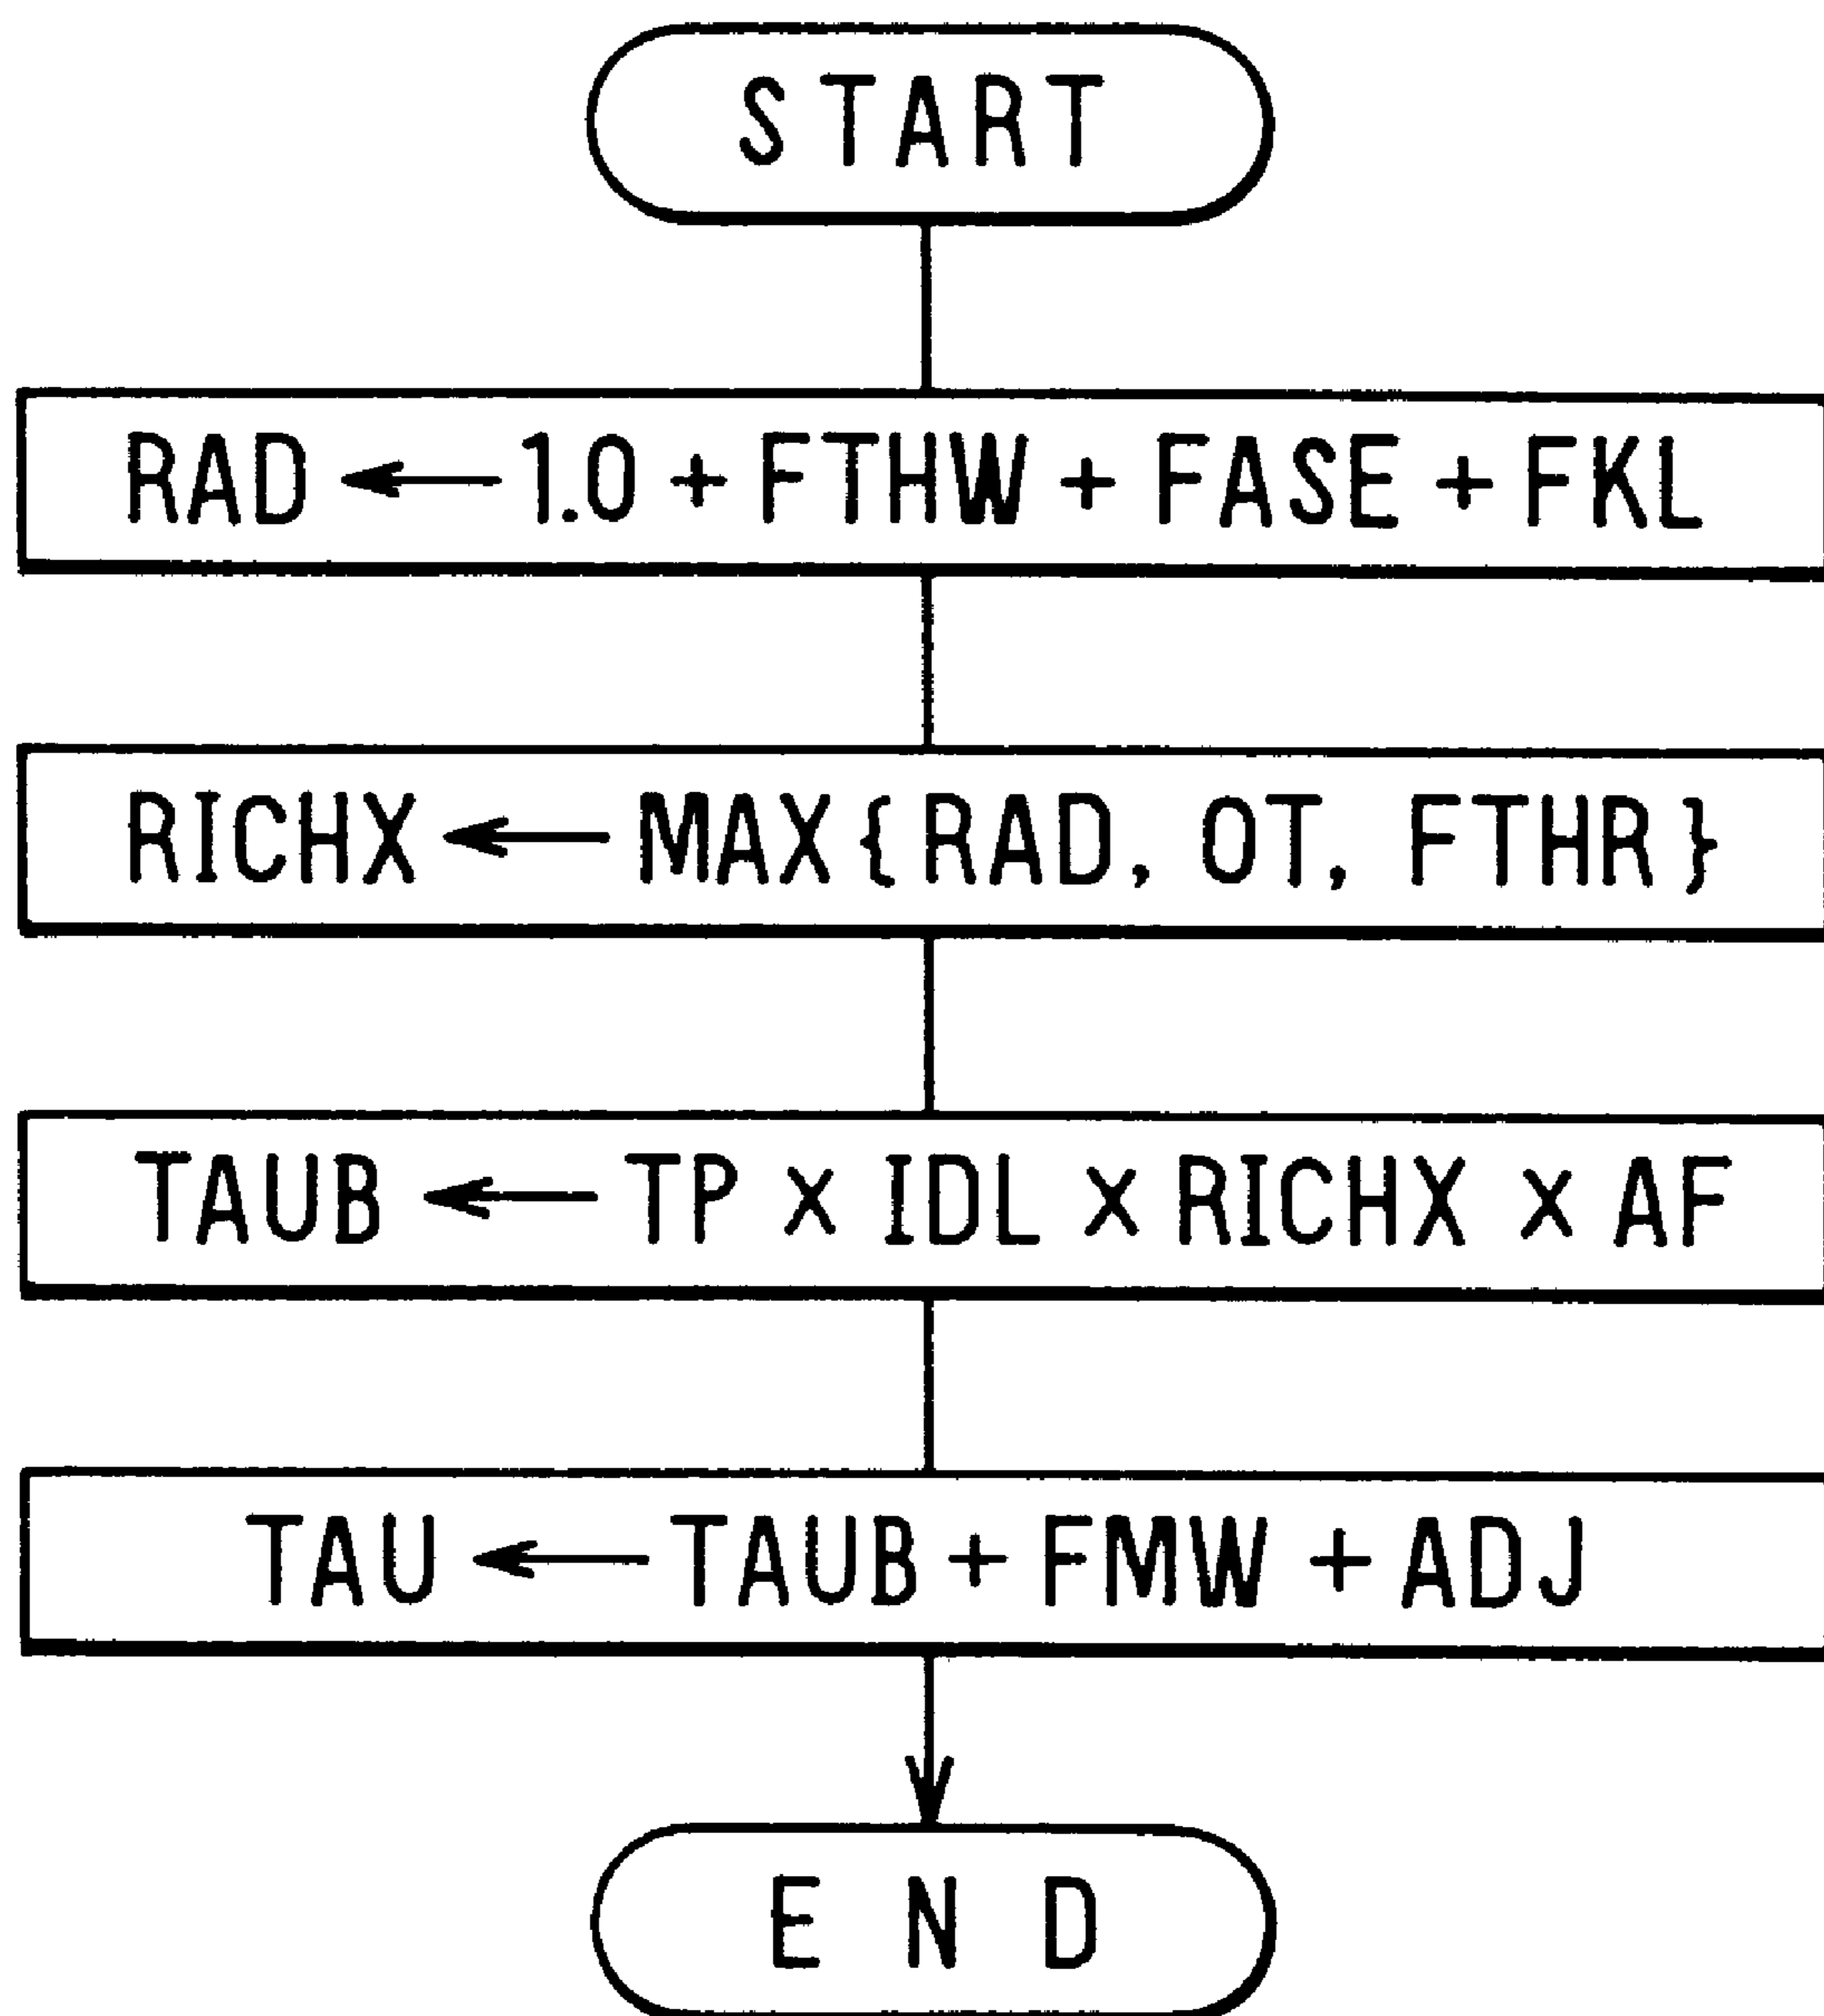 START
RAD ← 1.0 + FTHW + FASE + FKL
RICHX ← MAX{RAD, OT, FTHR}
TAUB ← TP x IDL x RICHX x AF
TAU ← TAUB + FMW + ADJ
END